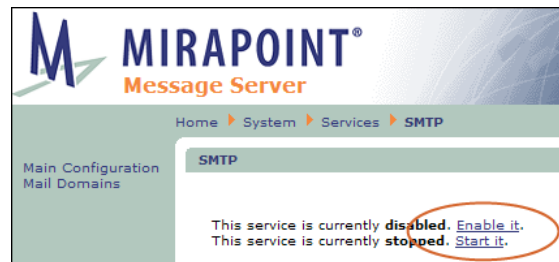 MIRAPOINT®
Message Server
Home System Services SMTP
Main Configuration
Mail Domains
SMTP
This service is currently disabled. Enable it.
This service is currently stopped. Start it.